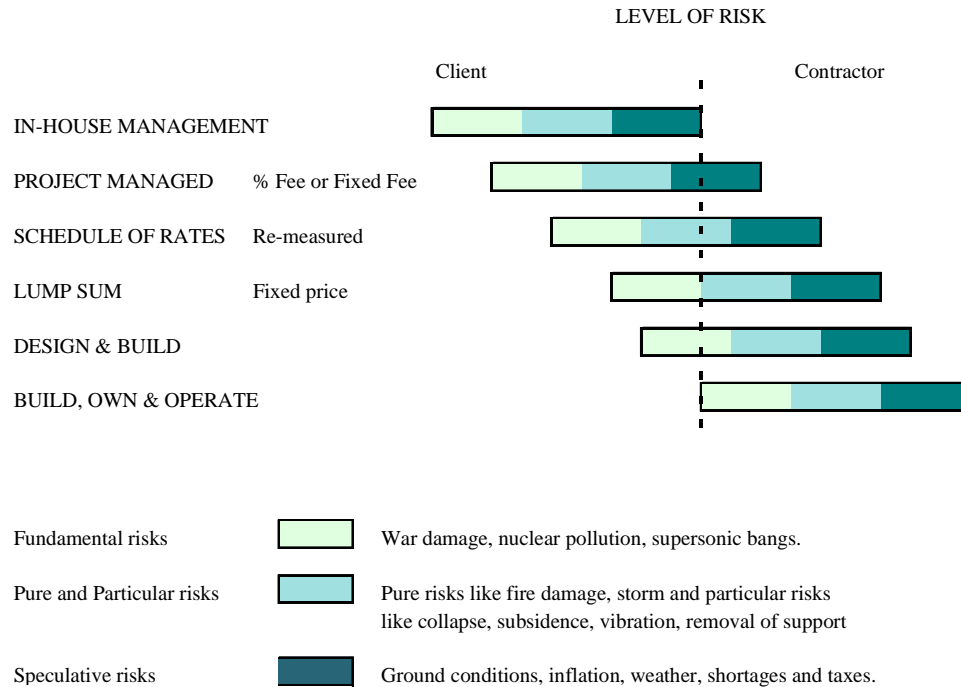 LEVEL OF RISK
Client Contractor
IN-HOUSE MANAGEMENT
PROJECT MANAGED % Fee or Fixed Fee
SCHEDULE OF RATES Re-measured
LUMP SUM Fixed price
DESIGN & BUILD
BUILD, OWN & OPERATE
Fundamental risks War damage, nuclear pollution, supersonic bangs.
Pure and Particular risks Pure risks like fire damage, storm and particular risks
like collapse, subsidence, vibration, removal of support
Speculative risks Ground conditions, inflation, weather, shortages and taxes.